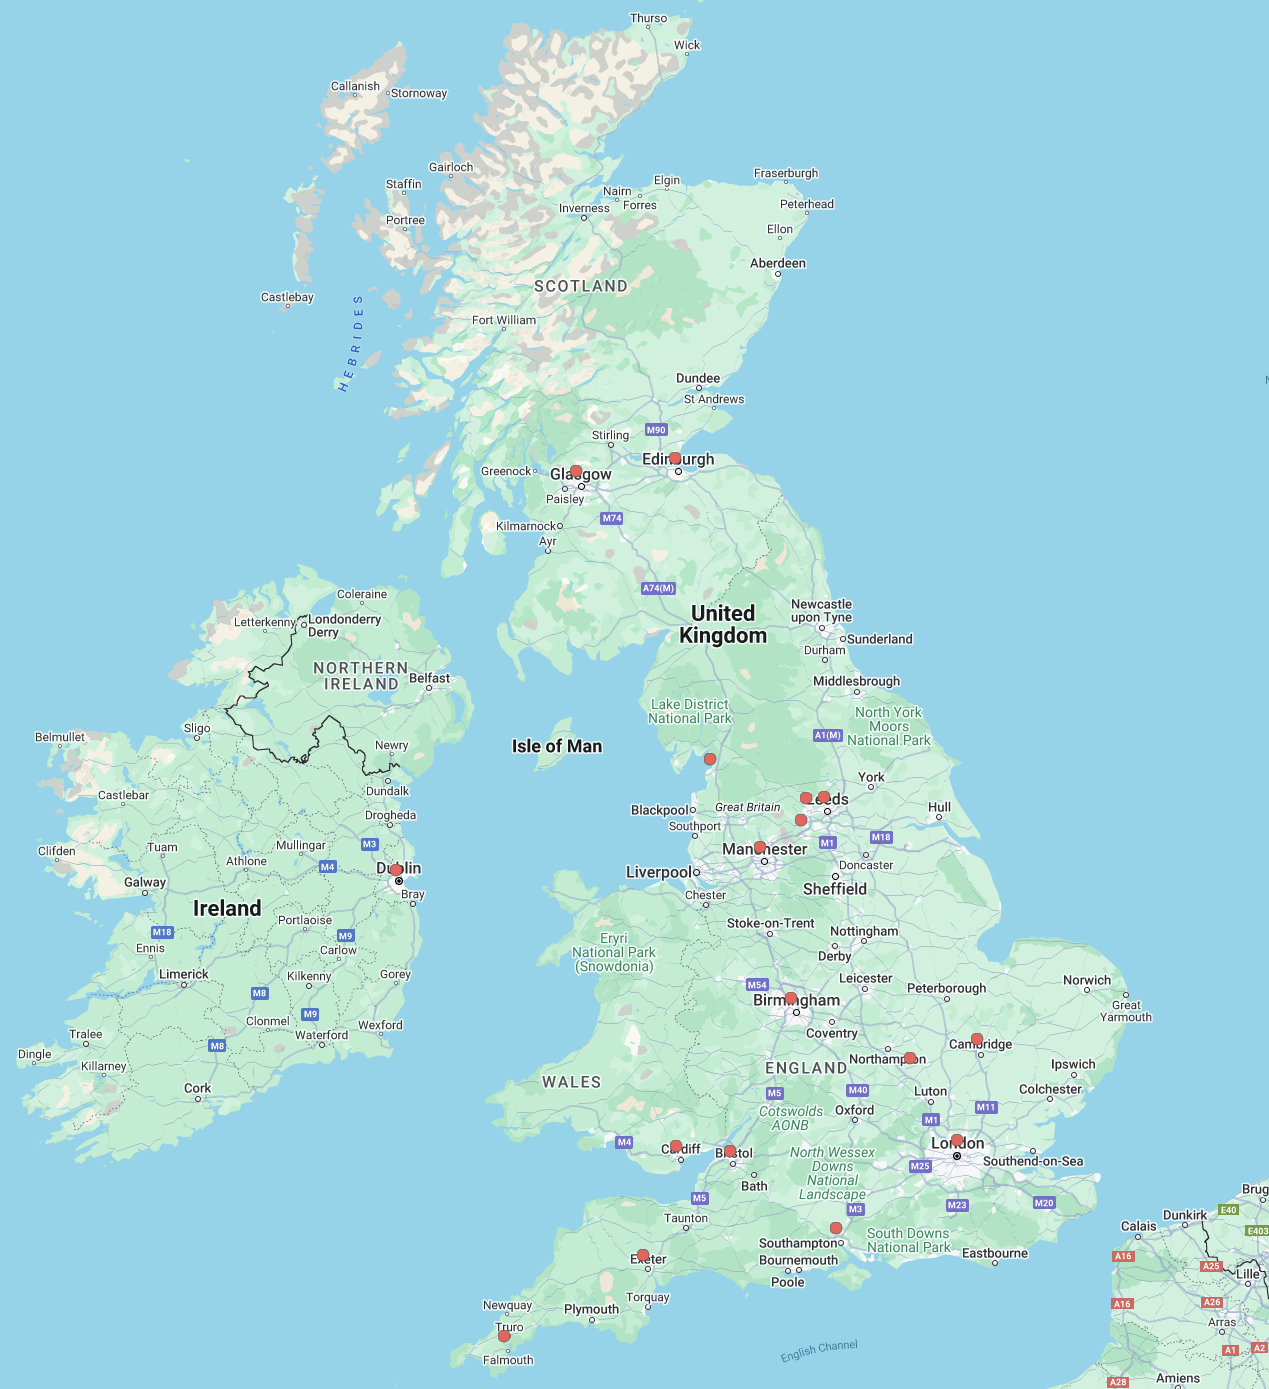 Thurso
Wick
Callanish
Stornoway
Gairloch
Staffin
Elgin
Fraserburgh
Nairn
Forres
Inverness
Peterhead
Portree
Ellon
Aberdeen
SCOTLAND
Castlebay
HEBRIDES
Fort William
Dundee
St Andrews
M90
Stirling
Edinburgh
Greenock
Glasgow
Paisley
M74
Kilmarnock
Ayr
A74(M)
Coleraine
Newcastle
upon Tyne
United
Kingdom
Letterkenny
Londonderry
Derry
Sunderland
Durham
NORTHERN
IRELAND
Belfast
Middlesbrough
Lake District
National Park
North York
Moors
National Park
Sligo
Belmullet
Newry
Isle of Man
A1(M)
York
Dundalk
Castlebar
Drogheda
Blackpool
Great Britain
Leeds
Hull
Southport
Mullingar
M3
Tuam
Clifden
Athlone
M4
Manchester
M1
M18
Doncaster
Dublin
Liverpool
Galway
Bray
Chester
Sheffield
Ireland
Portlaoise
Stoke-on-Trent
Nottingham
M18
M9
Ennis
Carlow
Eryri
National Park
(Snowdonia)
Derby
Limerick
Kilkenny
Gorey
M54
Leicester
Peterborough
Norwich
M8
Birmingham
Great
Yarmouth
M9
Clonmel
Wexford
Waterford
Coventry
Tralee
M8
Cambridge
Dingle
Killarney
Northampton
ENGLAND
Ipswich
WALES
Cork
M5
M40
Luton
Colchester
Cotswolds
AONB
Oxford
M11
M1
M4
Cardiff
Bristol
London
North Wessex
Downs
National
Landscape
M25
Southend-on-Sea
Bath
M5
M3
M23
M20
Brug
Taunton
Southampton
South Downs
National Park
Dunkirk
E40
Calais
E403
Exeter
Bournemouth
Eastbourne
A16
A25
Lille
Poole
Torquay
Newquay
Plymouth
A16
A26
Truro
Arras
English Channel
A1
A2
Falmouth
Amiens
A28